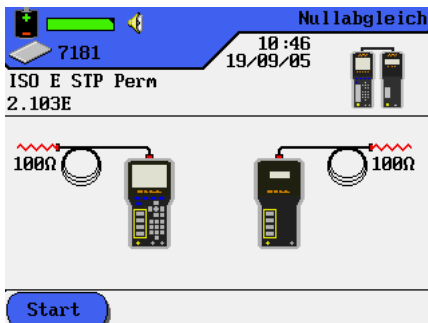 Nullabgleich
7181
10:46
19/09/05
ISO E STP Perm
2.103E
100Ω
100Ω
Start